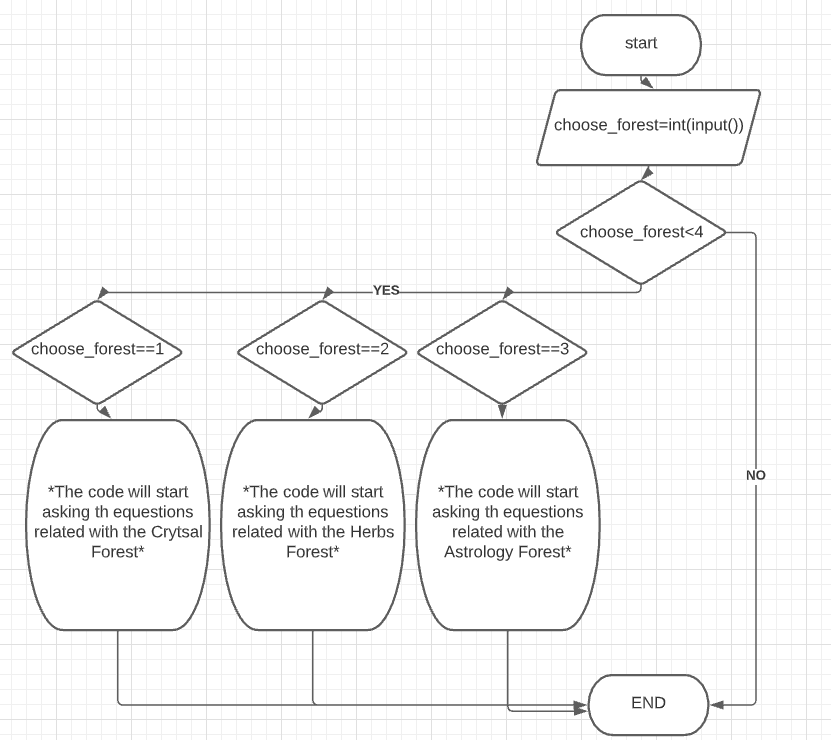 start
choose_forest=int(input())
choose_forest<4
YES
choose_forest==1
choose_forest==2
choose_forest==3
*The code will start
asking th equestions
related with the Crytsal
Forest*
*The code will start
asking th equestions
related with the Herbs
Forest*
*The code will start
asking th equestions
related with the
Astrology Forest*
NO
END